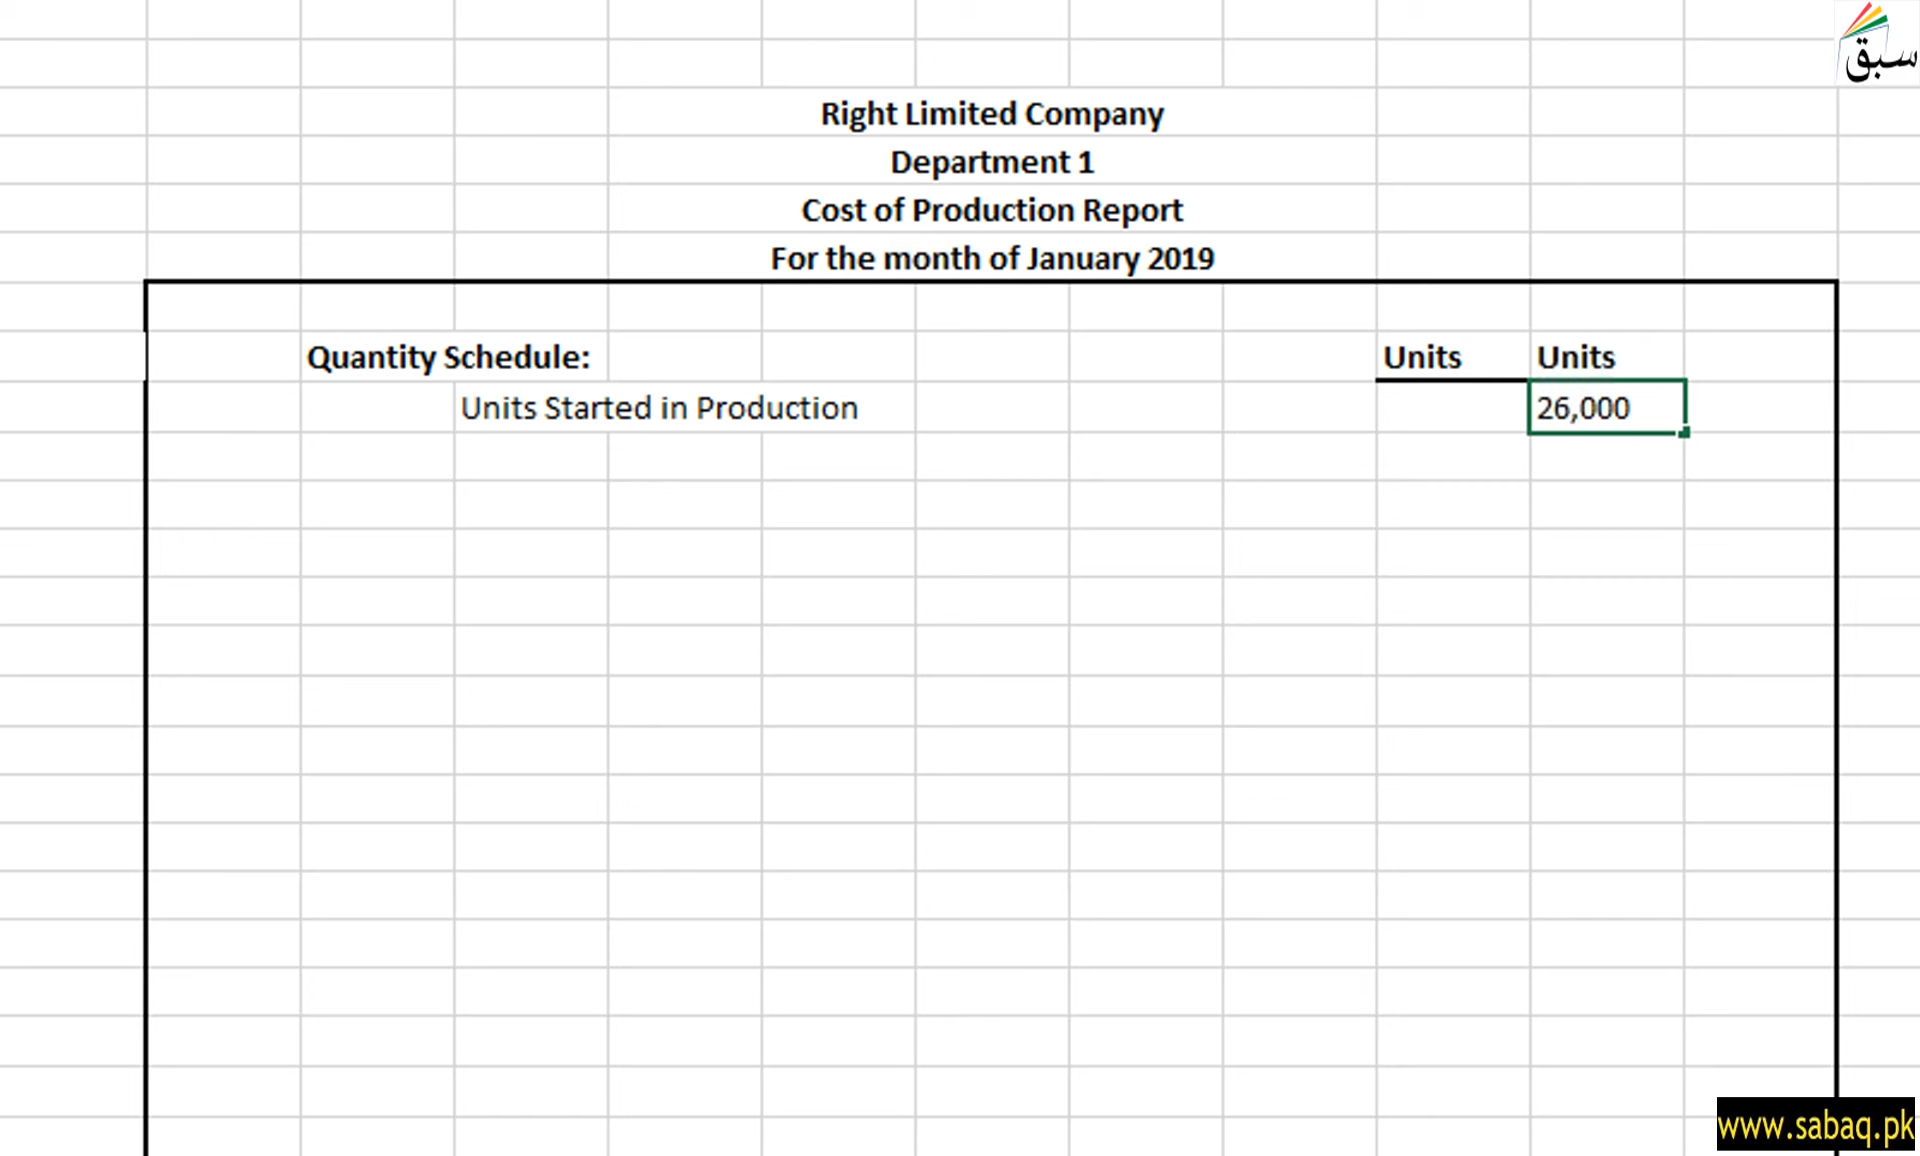 سبق
Right Limited Company
Department 1
Cost of Production Report
For the month of January 2019
Quantity Schedule: Units Units
Units Started in Production 26,000
www.sabaq.pk